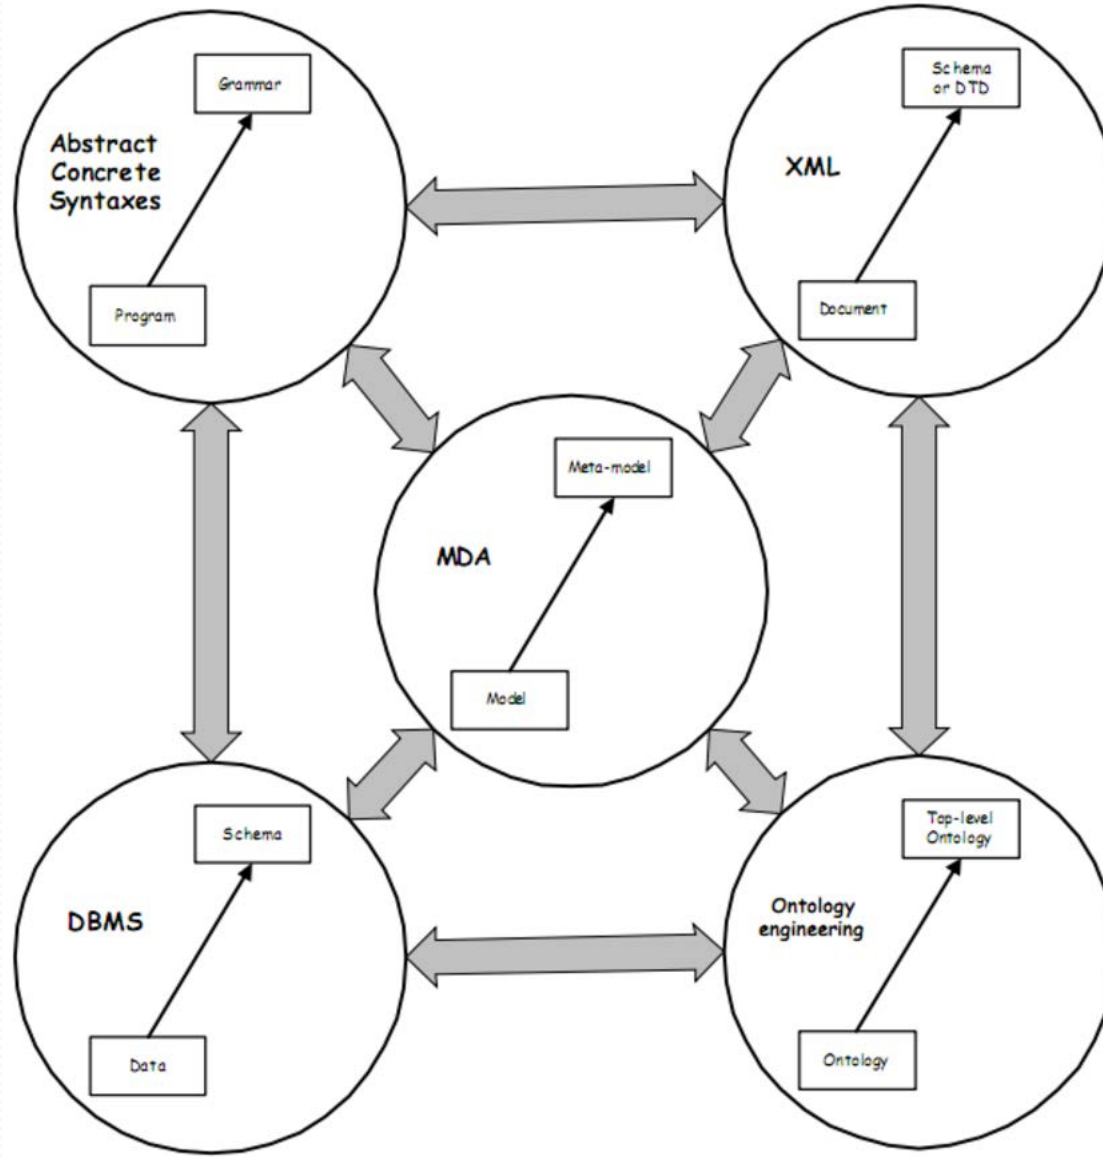 Grammar
Abstract
Concrete
Syntaxes
Program
Schema
or DTD
XML
Document
Meta-model
MDA
Model
Schema
DBMS
Data
Top-level
Ontology
Ontology
engineering
Ontology